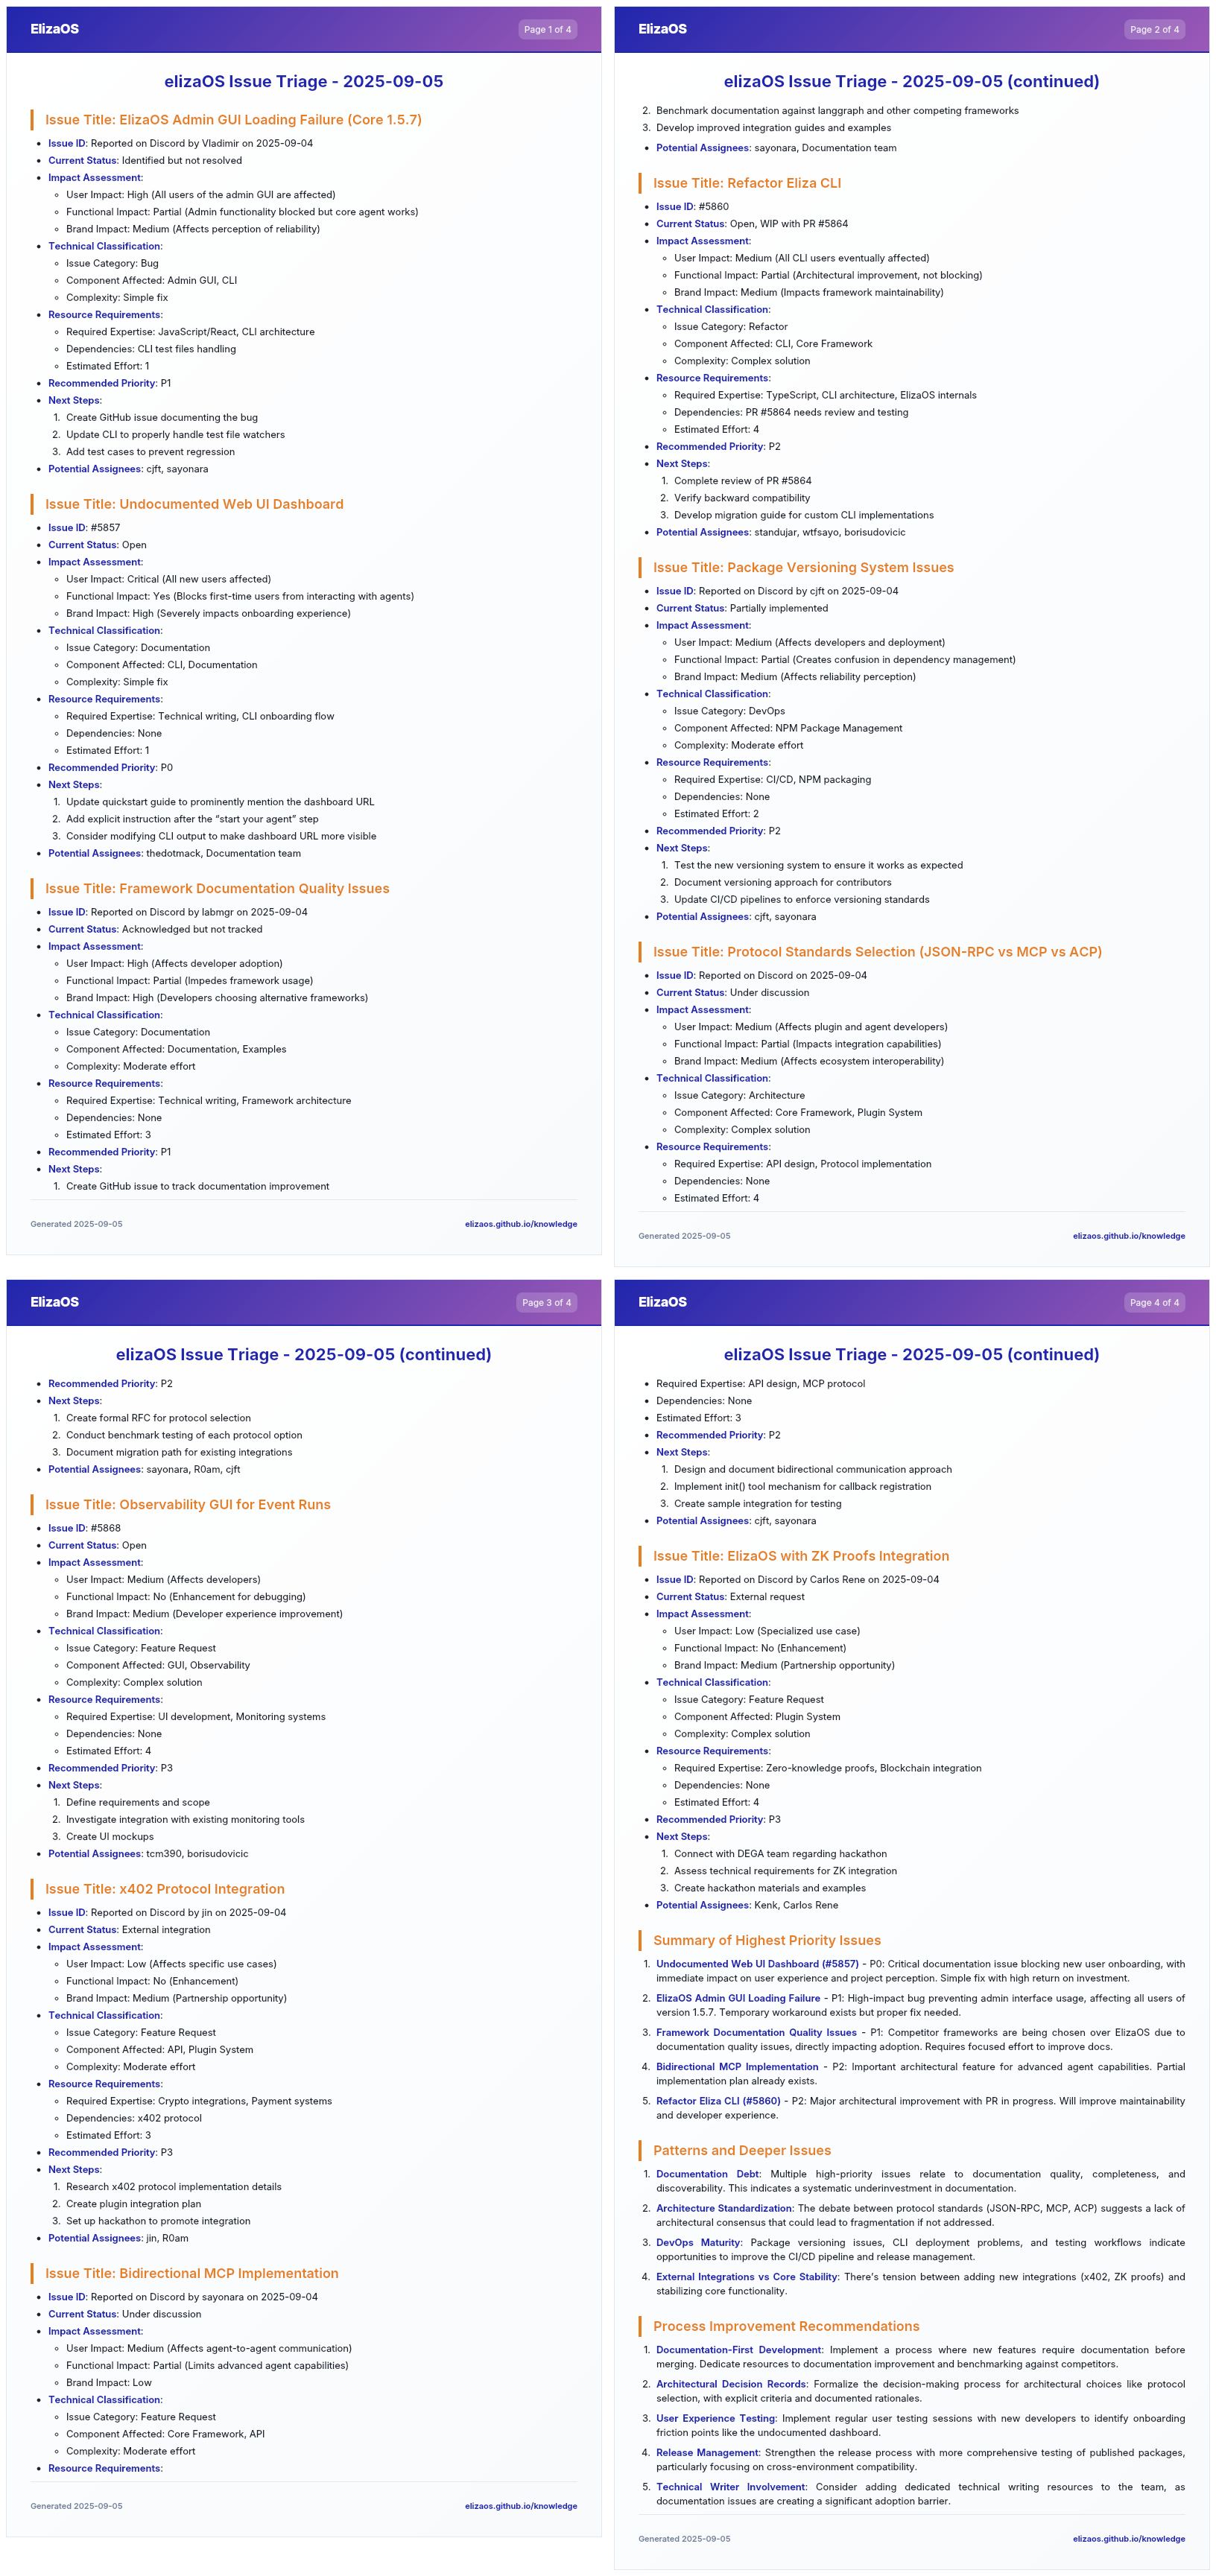 ElizaOS
Page 1 of 4
elizaOS Issue Triage - 2025-09-05
Issue Title: ElizaOS Admin GUI Loading Failure (Core 1.5.7)
• Issue ID: Reported on Discord by Vladimir on 2025-09-04
• Current Status: Identified but not resolved
• Impact Assessment:
◦ User Impact: High (All users of the admin GUI are affected)
◦ Functional Impact: Partial (Admin functionality blocked but core agent works)
◦ Brand Impact: Medium (Affects perception of reliability)
• Technical Classification:
◦ Issue Category: Bug
◦ Component Affected: Admin GUI, CLI
◦ Complexity: Simple fix
• Resource Requirements:
◦ Required Expertise: JavaScript/React, CLI architecture
◦ Dependencies: CLI test files handling
◦ Estimated Effort: 1
• Recommended Priority: P1
• Next Steps:
1. Create GitHub issue documenting the bug
2. Update CLI to properly handle test file watchers
3. Add test cases to prevent regression
• Potential Assignees: cjft, sayonara
Issue Title: Undocumented Web UI Dashboard
• Issue ID: #5857
• Current Status: Open
• Impact Assessment:
◦ User Impact: Critical (All new users affected)
◦ Functional Impact: Yes (Blocks first-time users from interacting with agents)
◦ Brand Impact: High (Severely impacts onboarding experience)
• Technical Classification:
◦ Issue Category: Documentation
◦ Component Affected: CLI, Documentation
◦ Complexity: Simple fix
• Resource Requirements:
◦ Required Expertise: Technical writing, CLI onboarding flow
◦ Dependencies: None
◦ Estimated Effort: 1
• Recommended Priority: P0
• Next Steps:
1. Update quickstart guide to prominently mention the dashboard URL
2. Add explicit instruction after the “start your agent” step
3. Consider modifying CLI output to make dashboard URL more visible
• Potential Assignees: thedotmack, Documentation team
Issue Title: Framework Documentation Quality Issues
• Issue ID: Reported on Discord by labmgr on 2025-09-04
• Current Status: Acknowledged but not tracked
• Impact Assessment:
◦ User Impact: High (Affects developer adoption)
◦ Functional Impact: Partial (Impedes framework usage)
◦ Brand Impact: High (Developers choosing alternative frameworks)
• Technical Classification:
◦ Issue Category: Documentation
◦ Component Affected: Documentation, Examples
◦ Complexity: Moderate effort
• Resource Requirements:
◦ Required Expertise: Technical writing, Framework architecture
◦ Dependencies: None
◦ Estimated Effort: 3
• Recommended Priority: P1
• Next Steps:
1. Create GitHub issue to track documentation improvement
Generated 2025-09-05
elizaos.github.io/knowledge
ElizaOS
Page 2 of 4
elizaOS Issue Triage - 2025-09-05 (continued)
2. Benchmark documentation against langgraph and other competing frameworks
3. Develop improved integration guides and examples
• Potential Assignees: sayonara, Documentation team
Issue Title: Refactor Eliza CLI
• Issue ID: #5860
• Current Status: Open, WIP with PR #5864
• Impact Assessment:
◦ User Impact: Medium (All CLI users eventually affected)
◦ Functional Impact: Partial (Architectural improvement, not blocking)
◦ Brand Impact: Medium (Impacts framework maintainability)
• Technical Classification:
◦ Issue Category: Refactor
◦ Component Affected: CLI, Core Framework
◦ Complexity: Complex solution
• Resource Requirements:
◦ Required Expertise: TypeScript, CLI architecture, ElizaOS internals
◦ Dependencies: PR #5864 needs review and testing
◦ Estimated Effort: 4
• Recommended Priority: P2
• Next Steps:
1. Complete review of PR #5864
2. Verify backward compatibility
3. Develop migration guide for custom CLI implementations
• Potential Assignees: standujar, wtfsayo, borisudovicic
Issue Title: Package Versioning System Issues
• Issue ID: Reported on Discord by cjft on 2025-09-04
• Current Status: Partially implemented
• Impact Assessment:
◦ User Impact: Medium (Affects developers and deployment)
◦ Functional Impact: Partial (Creates confusion in dependency management)
◦ Brand Impact: Medium (Affects reliability perception)
• Technical Classification:
◦ Issue Category: DevOps
◦ Component Affected: NPM Package Management
◦ Complexity: Moderate effort
• Resource Requirements:
◦ Required Expertise: CI/CD, NPM packaging
◦ Dependencies: None
◦ Estimated Effort: 2
• Recommended Priority: P2
• Next Steps:
1. Test the new versioning system to ensure it works as expected
2. Document versioning approach for contributors
3. Update CI/CD pipelines to enforce versioning standards
• Potential Assignees: cjft, sayonara
Issue Title: Protocol Standards Selection (JSON-RPC vs MCP vs ACP)
• Issue ID: Reported on Discord on 2025-09-04
• Current Status: Under discussion
• Impact Assessment:
◦ User Impact: Medium (Affects plugin and agent developers)
◦ Functional Impact: Partial (Impacts integration capabilities)
◦ Brand Impact: Medium (Affects ecosystem interoperability)
• Technical Classification:
◦ Issue Category: Architecture
◦ Component Affected: Core Framework, Plugin System
◦ Complexity: Complex solution
• Resource Requirements:
◦ Required Expertise: API design, Protocol implementation
◦ Dependencies: None
◦ Estimated Effort: 4
Generated 2025-09-05
elizaos.github.io/knowledge
ElizaOS
Page 3 of 4
elizaOS Issue Triage - 2025-09-05 (continued)
• Recommended Priority: P2
• Next Steps:
1. Create formal RFC for protocol selection
2. Conduct benchmark testing of each protocol option
3. Document migration path for existing integrations
• Potential Assignees: sayonara, R0am, cjft
Issue Title: Observability GUI for Event Runs
• Issue ID: #5868
• Current Status: Open
• Impact Assessment:
◦ User Impact: Medium (Affects developers)
◦ Functional Impact: No (Enhancement for debugging)
◦ Brand Impact: Medium (Developer experience improvement)
• Technical Classification:
◦ Issue Category: Feature Request
◦ Component Affected: GUI, Observability
◦ Complexity: Complex solution
• Resource Requirements:
◦ Required Expertise: UI development, Monitoring systems
◦ Dependencies: None
◦ Estimated Effort: 4
• Recommended Priority: P3
• Next Steps:
1. Define requirements and scope
2. Investigate integration with existing monitoring tools
3. Create UI mockups
• Potential Assignees: tcm390, borisudovicic
Issue Title: x402 Protocol Integration
• Issue ID: Reported on Discord by jin on 2025-09-04
• Current Status: External integration
• Impact Assessment:
◦ User Impact: Low (Affects specific use cases)
◦ Functional Impact: No (Enhancement)
◦ Brand Impact: Medium (Partnership opportunity)
• Technical Classification:
◦ Issue Category: Feature Request
◦ Component Affected: API, Plugin System
◦ Complexity: Moderate effort
• Resource Requirements:
◦ Required Expertise: Crypto integrations, Payment systems
◦ Dependencies: x402 protocol
◦ Estimated Effort: 3
• Recommended Priority: P3
• Next Steps:
1. Research x402 protocol implementation details
2. Create plugin integration plan
3. Set up hackathon to promote integration
• Potential Assignees: jin, R0am
Issue Title: Bidirectional MCP Implementation
• Issue ID: Reported on Discord by sayonara on 2025-09-04
• Current Status: Under discussion
• Impact Assessment:
◦ User Impact: Medium (Affects agent-to-agent communication)
◦ Functional Impact: Partial (Limits advanced agent capabilities)
◦ Brand Impact: Low
• Technical Classification:
◦ Issue Category: Feature Request
◦ Component Affected: Core Framework, API
◦ Complexity: Moderate effort
• Resource Requirements:
Generated 2025-09-05
elizaos.github.io/knowledge
ElizaOS
Page 4 of 4
elizaOS Issue Triage - 2025-09-05 (continued)
• Required Expertise: API design, MCP protocol
• Dependencies: None
• Estimated Effort: 3
• Recommended Priority: P2
• Next Steps:
1. Design and document bidirectional communication approach
2. Implement init() tool mechanism for callback registration
3. Create sample integration for testing
• Potential Assignees: cjft, sayonara
Issue Title: ElizaOS with ZK Proofs Integration
• Issue ID: Reported on Discord by Carlos Rene on 2025-09-04
• Current Status: External request
• Impact Assessment:
◦ User Impact: Low (Specialized use case)
◦ Functional Impact: No (Enhancement)
◦ Brand Impact: Medium (Partnership opportunity)
• Technical Classification:
◦ Issue Category: Feature Request
◦ Component Affected: Plugin System
◦ Complexity: Complex solution
• Resource Requirements:
◦ Required Expertise: Zero-knowledge proofs, Blockchain integration
◦ Dependencies: None
◦ Estimated Effort: 4
• Recommended Priority: P3
• Next Steps:
1. Connect with DEGA team regarding hackathon
2. Assess technical requirements for ZK integration
3. Create hackathon materials and examples
• Potential Assignees: Kenk, Carlos Rene
Summary of Highest Priority Issues
1. Undocumented Web UI Dashboard (#5857) - P0: Critical documentation issue blocking new user onboarding, with
immediate impact on user experience and project perception. Simple fix with high return on investment.
2. ElizaOS Admin GUI Loading Failure - P1: High-impact bug preventing admin interface usage, affecting all users of
version 1.5.7. Temporary workaround exists but proper fix needed.
3. Framework Documentation Quality Issues - P1: Competitor frameworks are being chosen over ElizaOS due to
documentation quality issues, directly impacting adoption. Requires focused effort to improve docs.
4. Bidirectional MCP Implementation - P2: Important architectural feature for advanced agent capabilities. Partial
implementation plan already exists.
5. Refactor Eliza CLI (#5860) - P2: Major architectural improvement with PR in progress. Will improve maintainability
and developer experience.
Patterns and Deeper Issues
1. Documentation Debt: Multiple high-priority issues relate to documentation quality, completeness, and
discoverability. This indicates a systematic underinvestment in documentation.
2. Architecture Standardization: The debate between protocol standards (JSON-RPC, MCP, ACP) suggests a lack of
architectural consensus that could lead to fragmentation if not addressed.
3. DevOps Maturity: Package versioning issues, CLI deployment problems, and testing workflows indicate
opportunities to improve the CI/CD pipeline and release management.
4. External Integrations vs Core Stability: There’s tension between adding new integrations (x402, ZK proofs) and
stabilizing core functionality.
Process Improvement Recommendations
1. Documentation-First Development: Implement a process where new features require documentation before
merging. Dedicate resources to documentation improvement and benchmarking against competitors.
2. Architectural Decision Records: Formalize the decision-making process for architectural choices like protocol
selection, with explicit criteria and documented rationales.
3. User Experience Testing: Implement regular user testing sessions with new developers to identify onboarding
friction points like the undocumented dashboard.
4. Release Management: Strengthen the release process with more comprehensive testing of published packages,
particularly focusing on cross-environment compatibility.
5. Technical Writer Involvement: Consider adding dedicated technical writing resources to the team, as
documentation issues are creating a significant adoption barrier.
Generated 2025-09-05
elizaos.github.io/knowledge